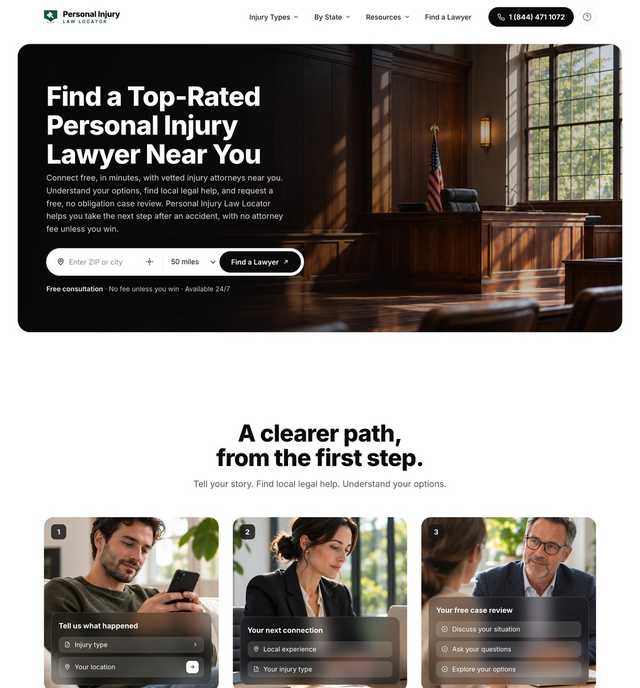 Personal Injury
LAW LOCATOR
Injury Types
By State
Resources
Find a Lawyer
1 (844) 471 1072
Find a Top-Rated
Personal Injury
Lawyer Near You
Connect free, in minutes, with vetted injury attorneys near you.
Understand your options, find local legal help, and request a
free, no obligation case review. Personal Injury Law Locator
helps you take the next step after an accident, with no attorney
fee unless you win.
Enter ZIP or city
50 miles
Find a Lawyer
Free consultation · No fee unless you win · Available 24/7
A clearer path,
from the first step.
Tell your story. Find local legal help. Understand your options.
1
Tell us what happened
Injury type
Your location
2
Your next connection
Local experience
Your injury type
3
Your free case review
Discuss your situation
Ask your questions
Explore your options